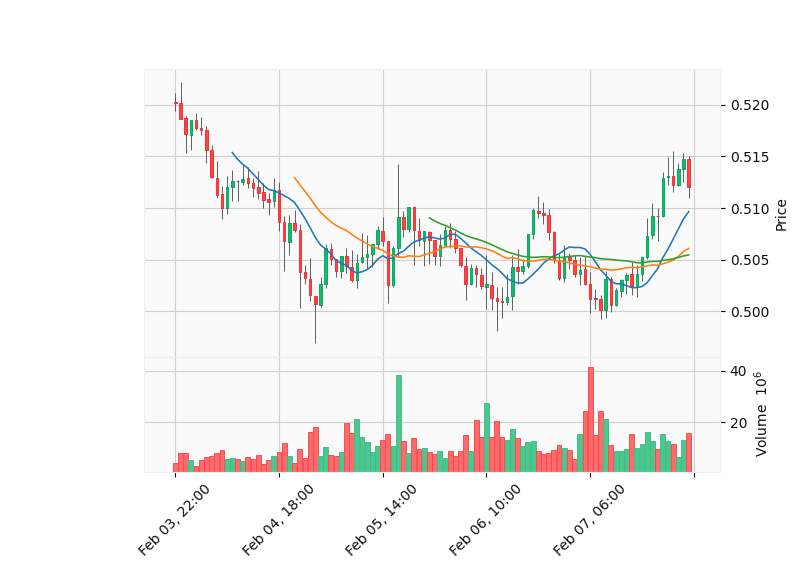 0.520
0.515
0.510
0.505
0.500
Price
40
20
Volume 10^6
Feb 03, 22:00
Feb 04, 18:00
Feb 05, 14:00
Feb 06, 10:00
Feb 07, 06:00